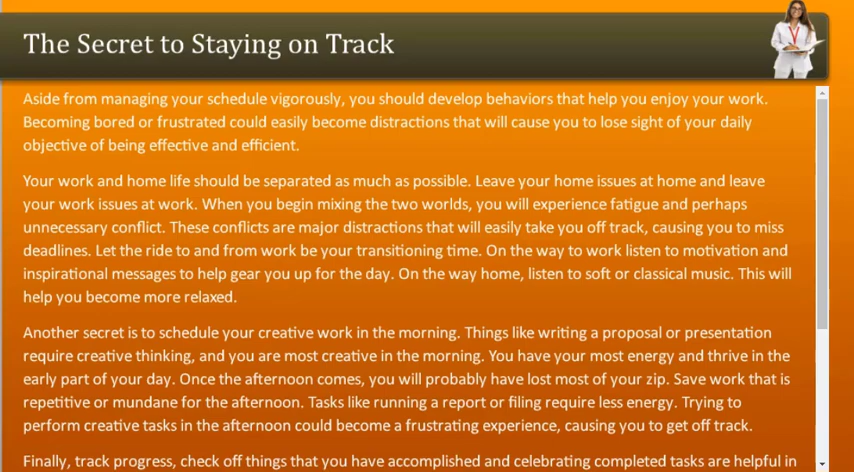 The Secret to Staying on Track
Aside from managing your schedule vigorously, you should develop behaviors that help you enjoy your work.
Becoming bored or frustrated could easily become distractions that will cause you to lose sight of your daily
objective of being effective and efficient.
Your work and home life should be separated as much as possible. Leave your home issues at home and leave
your work issues at work. When you begin mixing the two worlds, you will experience fatigue and perhaps
unnecessary conflict. These conflicts are major distractions that will easily take you off track, causing you to miss
deadlines. Let the ride to and from work be your transitioning time. On the way to work listen to motivation and
inspirational messages to help gear you up for the day. On the way home, listen to soft or classical music. This will
help you become more relaxed.
Another secret is to schedule your creative work in the morning. Things like writing a proposal or presentation
require creative thinking, and you are most creative in the morning. You have your most energy and thrive in the
early part of your day. Once the afternoon comes, you will probably have lost most of your zip. Save work that is
repetitive or mundane for the afternoon. Tasks like running a report or filing require less energy. Trying to
perform creative tasks in the afternoon could become a frustrating experience, causing you to get off track.
Finally, track progress, check off things that you have accomplished and celebrating completed tasks are helpful in